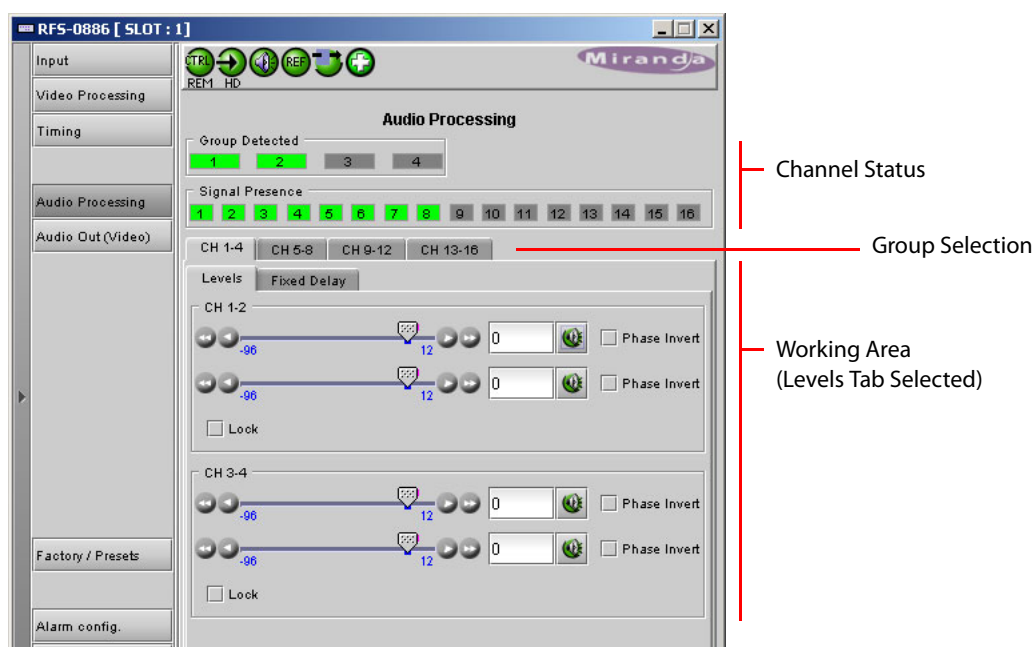 RFS-0886 [ SLOT : 1]
Input
Video Processing
Timing
Audio Processing
Audio Out(Video)
Factory / Presets
Alarm config.
CTRL REF
REM HD
Miranda
Audio Processing
Group Detected
1 2 3 4
Signal Presence
1 2 3 4 5 6 7 8 9 10 11 12 13 14 15 16
CH 1-4 CH 5-8 CH 9-12 CH 13-16
Levels Fixed Delay
CH 1-2
-96 12 0 Phase Invert
-96 12 0 Phase Invert
Lock
CH 3-4
-96 12 0 Phase Invert
-96 12 0 Phase Invert
Lock
Channel Status
Group Selection
Working Area
(Levels Tab Selected)